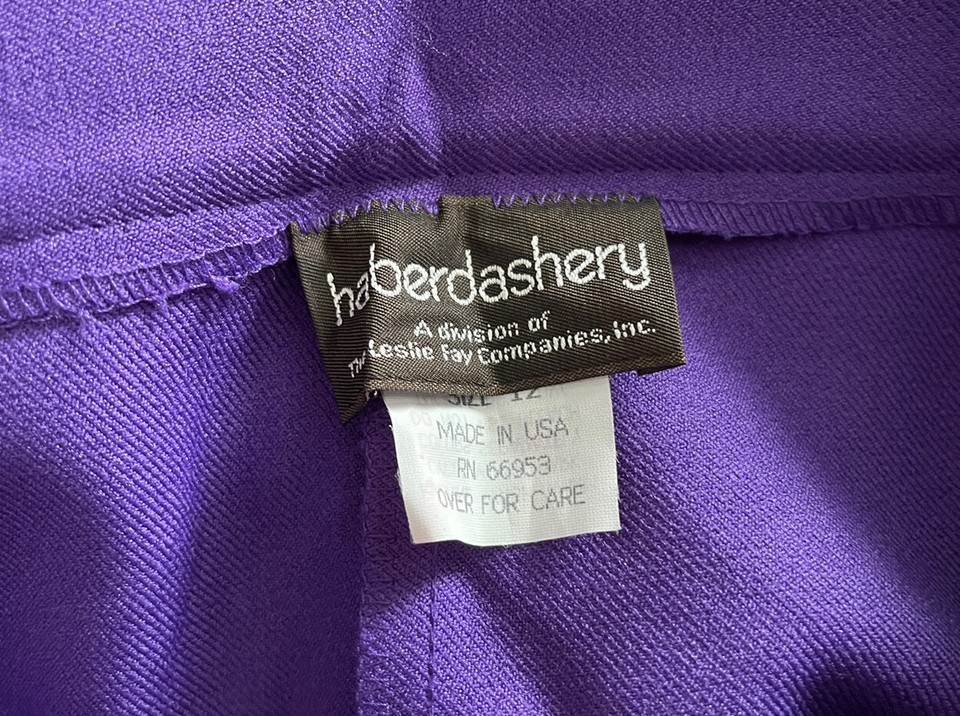 haberdashery
A division of
The Leslie Fay Companies, Inc.
SIZE 12
MADE IN USA
RN 66953
OVER FOR CARE